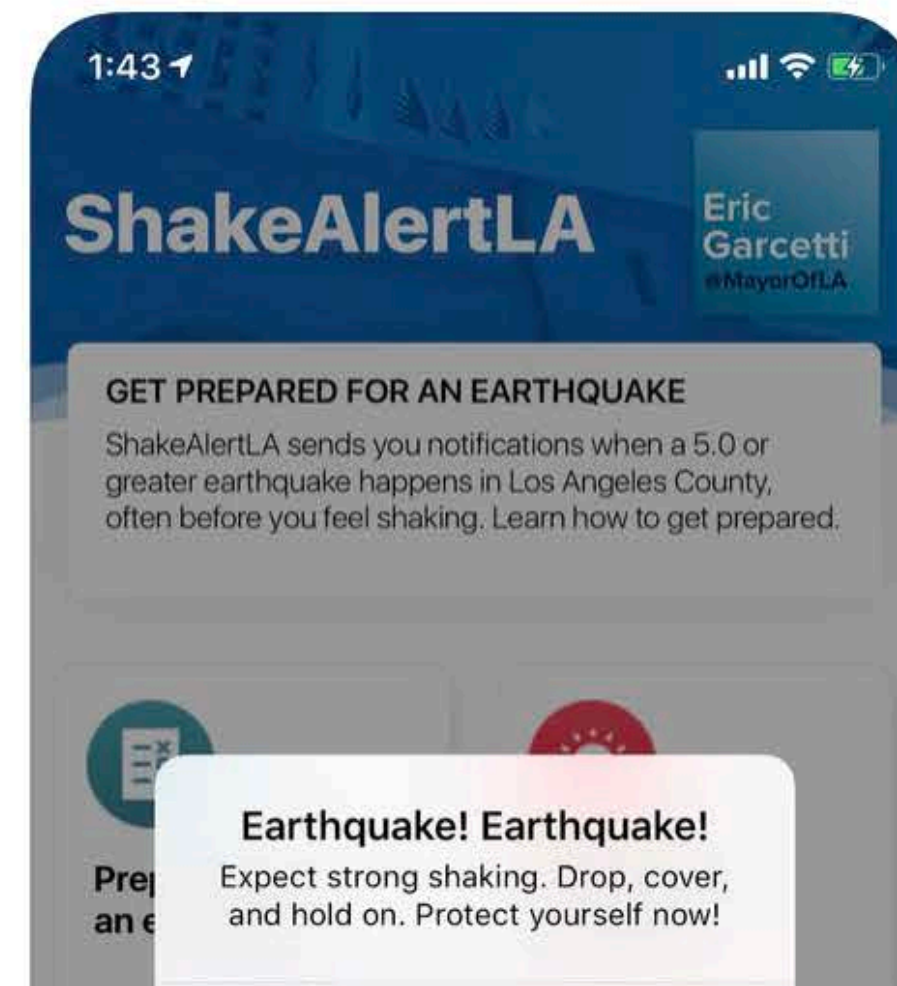 1:43
ShakeAlertLA
Eric
Garcetti
@MayorOfLA
GET PREPARED FOR AN EARTHQUAKE
ShakeAlertLA sends you notifications when a 5.0 or
greater earthquake happens in Los Angeles County,
often before you feel shaking. Learn how to get prepared.
Earthquake! Earthquake!
Expect strong shaking. Drop, cover,
and hold on. Protect yourself now!
an